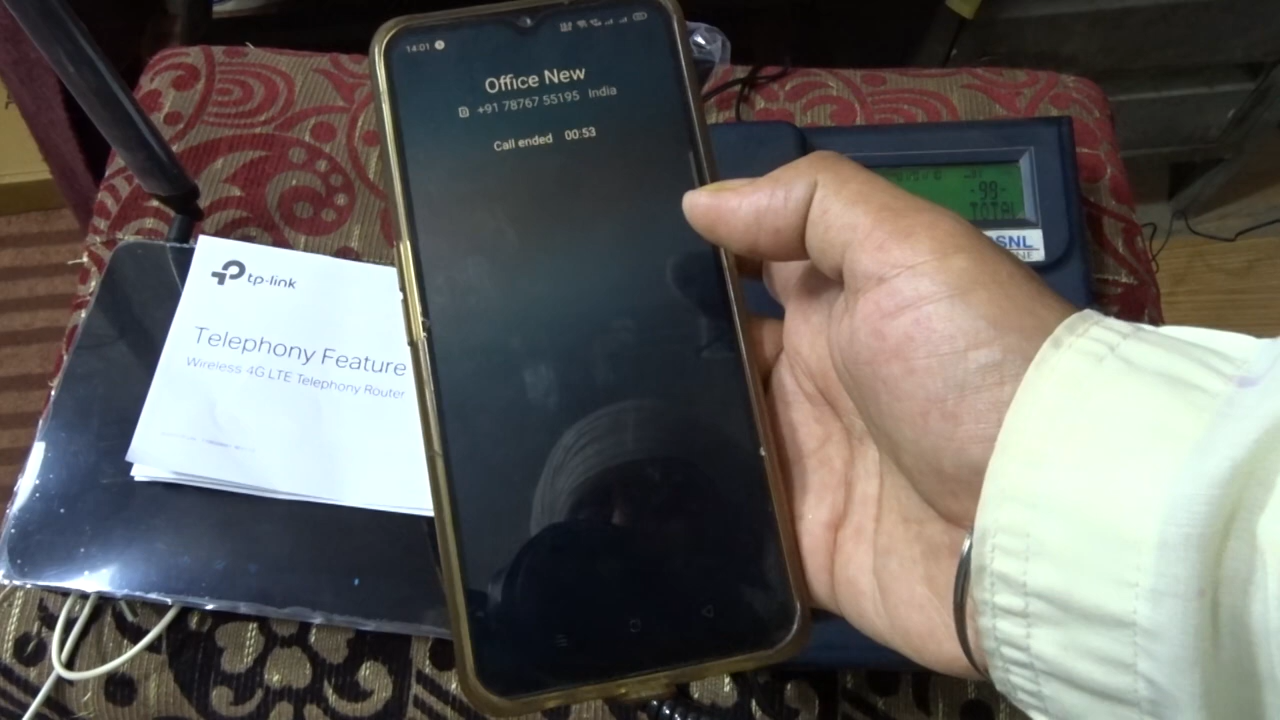 14:01
Office New
+91 78767 55195 India
Call ended 00:53
tp-link
Telephony Feature
Wireless 4G LTE Telephony Router
-99-
TOTAL
SNL
NE